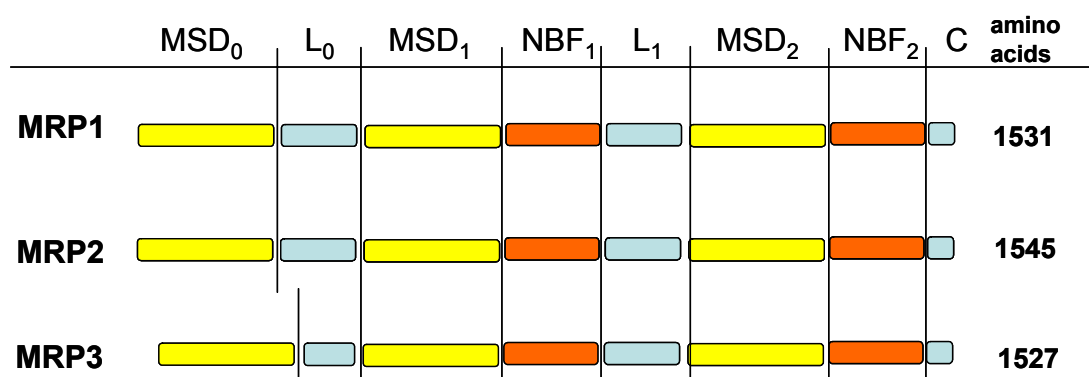 MSD0 L0 MSD1 NBF1 L1 MSD2 NBF2 C amino acids
MRP1 1531
MRP2 1545
MRP3 1527